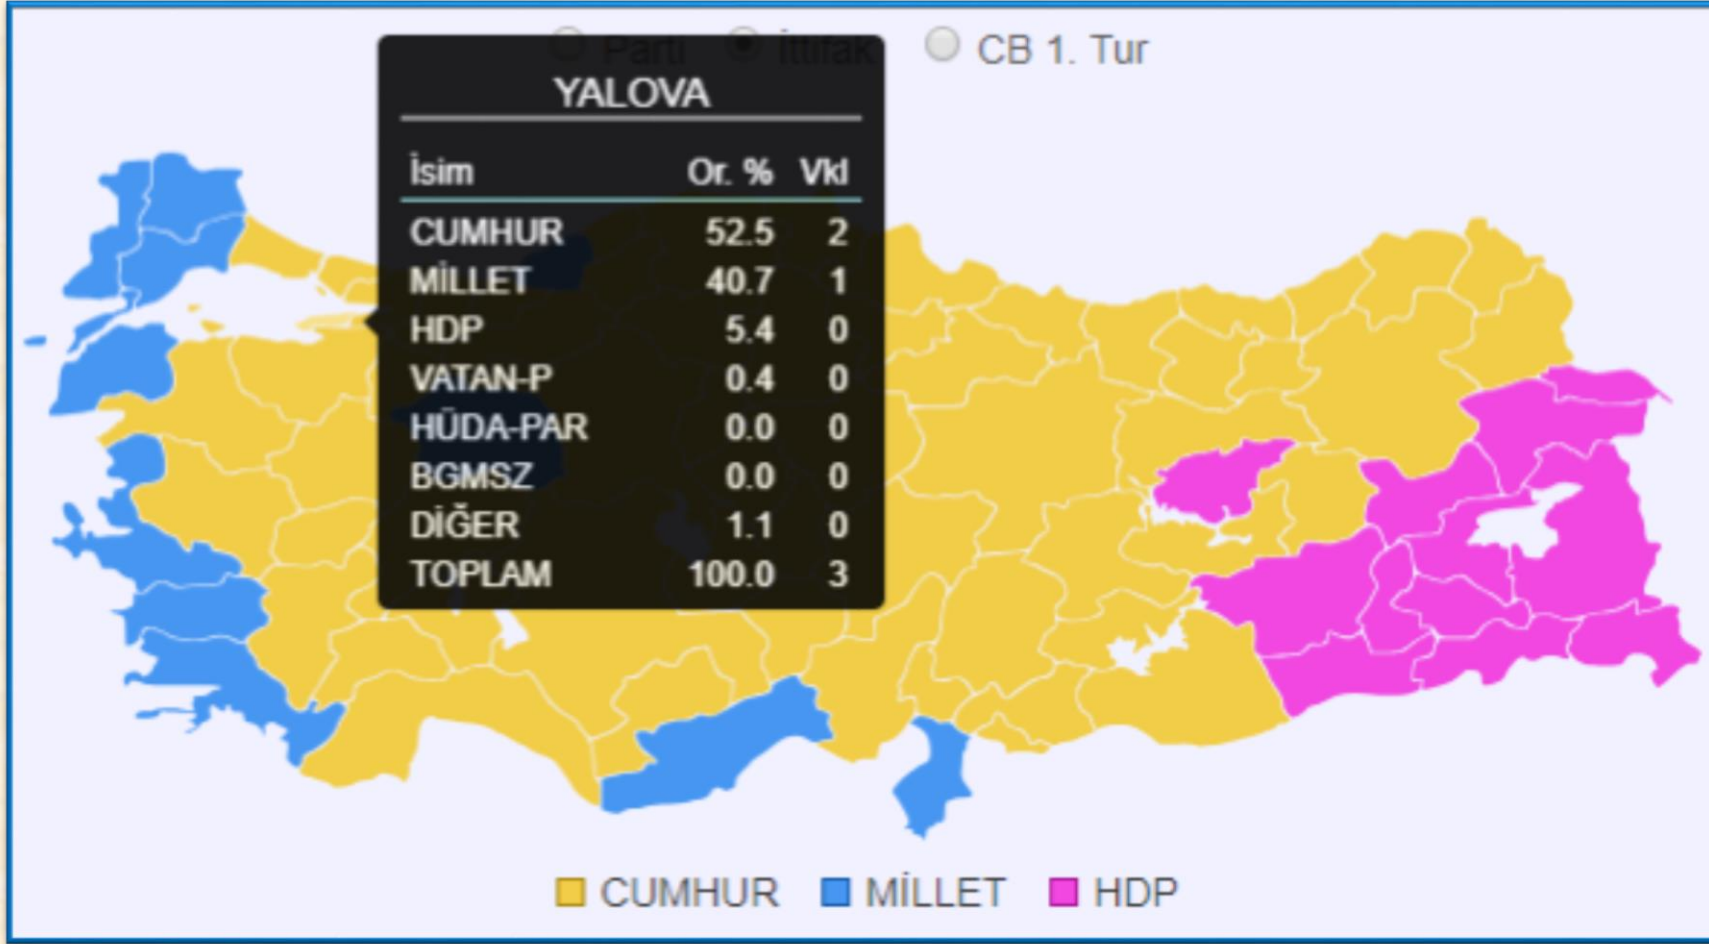 Parti İttifak CB 1. Tur
YALOVA
İsim Or. % Vkl
CUMHUR 52.5 2
MİLLET 40.7 1
HDP 5.4 0
VATAN-P 0.4 0
HÜDA-PAR 0.0 0
BGMSZ 0.0 0
DİĞER 1.1 0
TOPLAM 100.0 3
CUMHUR MİLLET HDP